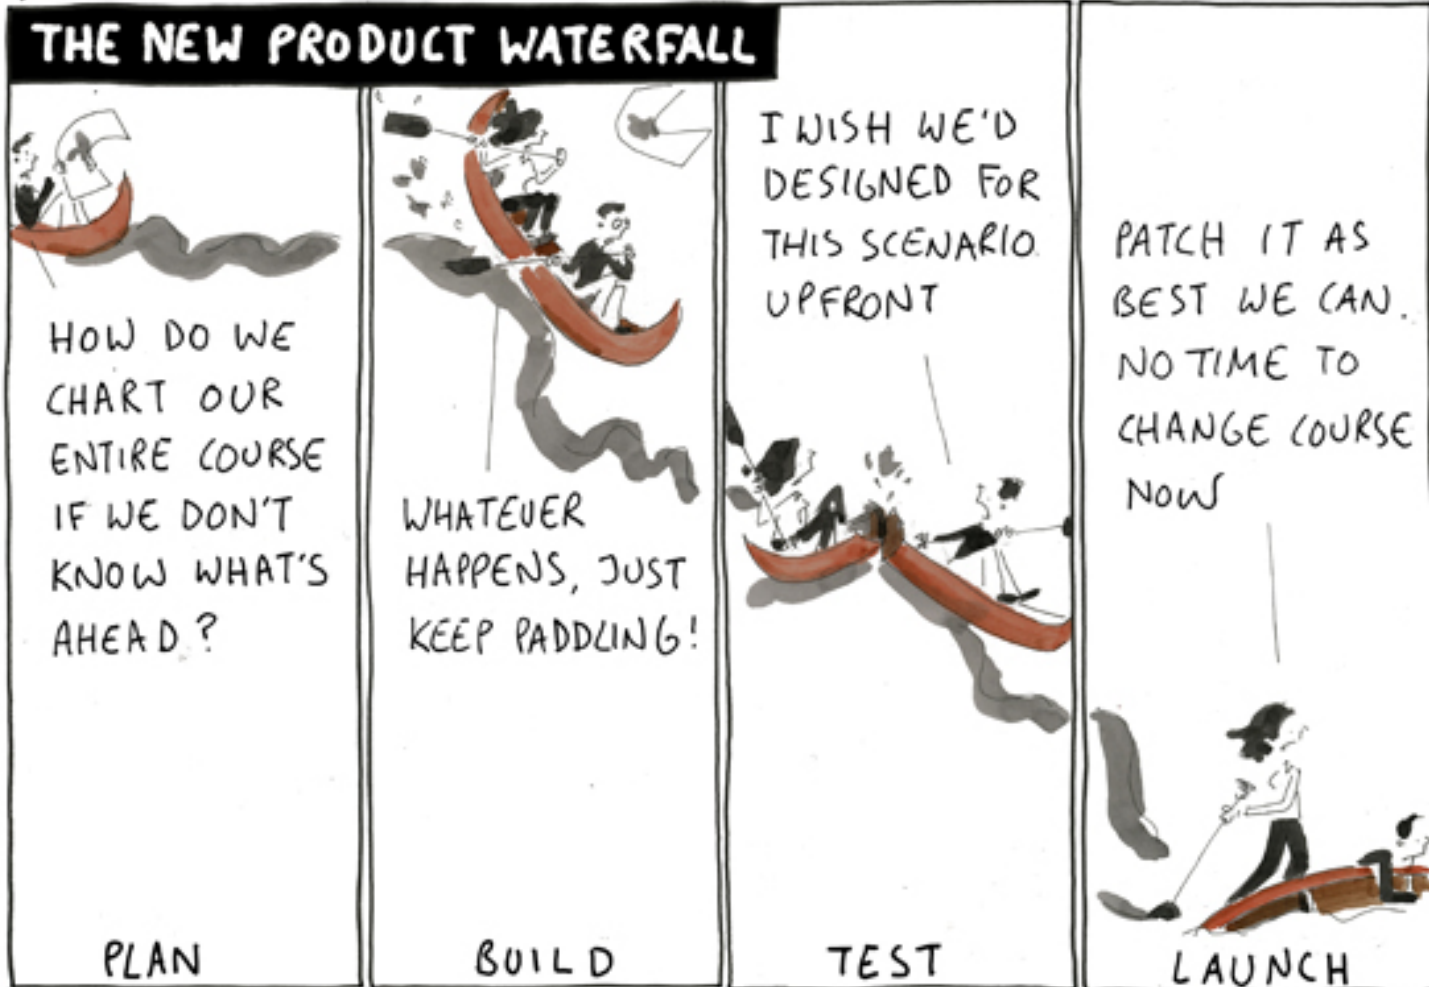 THE NEW PRODUCT WATERFALL
HOW DO WE
CHART OUR
ENTIRE COURSE
IF WE DON'T
KNOW WHAT'S
AHEAD?
PLAN
WHATEVER
HAPPENS, JUST
KEEP PADDLING!
BUILD
I WISH WE'D
DESIGNED FOR
THIS SCENARIO
UPFRONT
TEST
PATCH IT AS
BEST WE CAN.
NO TIME TO
CHANGE COURSE
NOW
LAUNCH